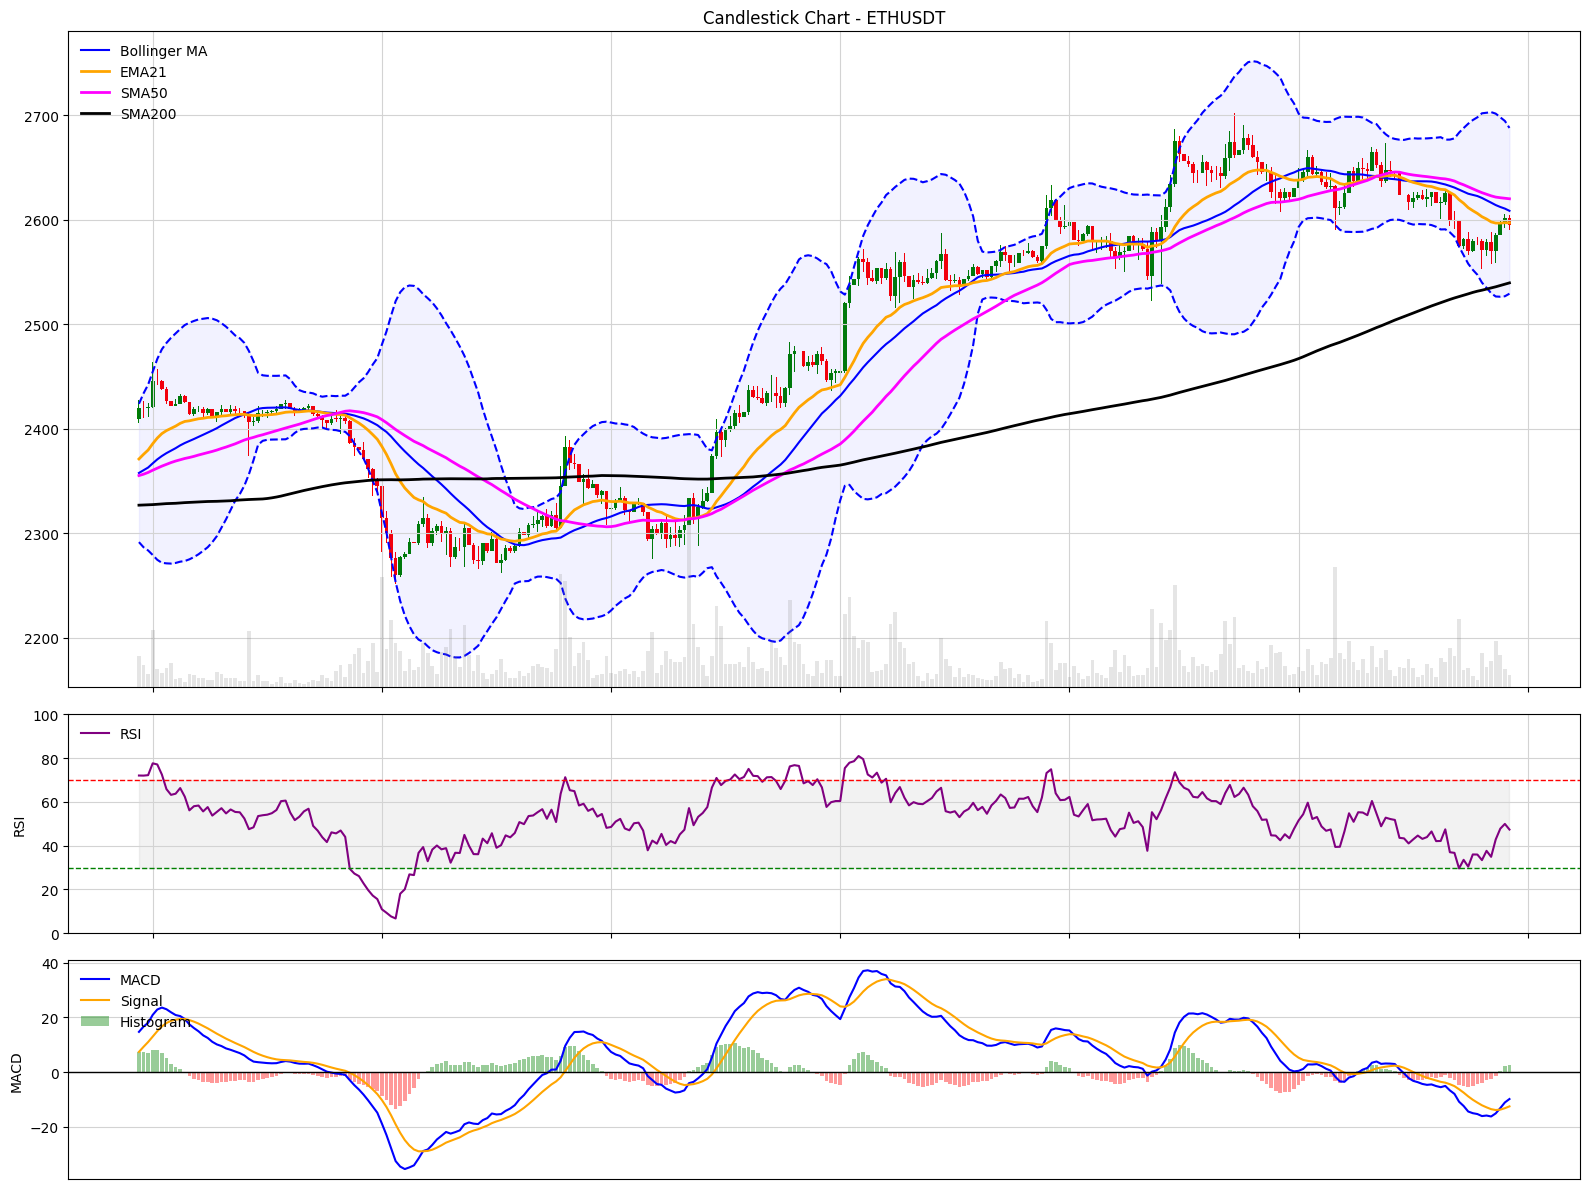 Candlestick Chart - ETHUSDT
Bollinger MA
EMA21
SMA50
SMA200
2700
2600
2500
2400
2300
2200
RSI
100
80
60
40
20
0
RSI
MACD
Signal
Histogram
40
20
0
−20
MACD